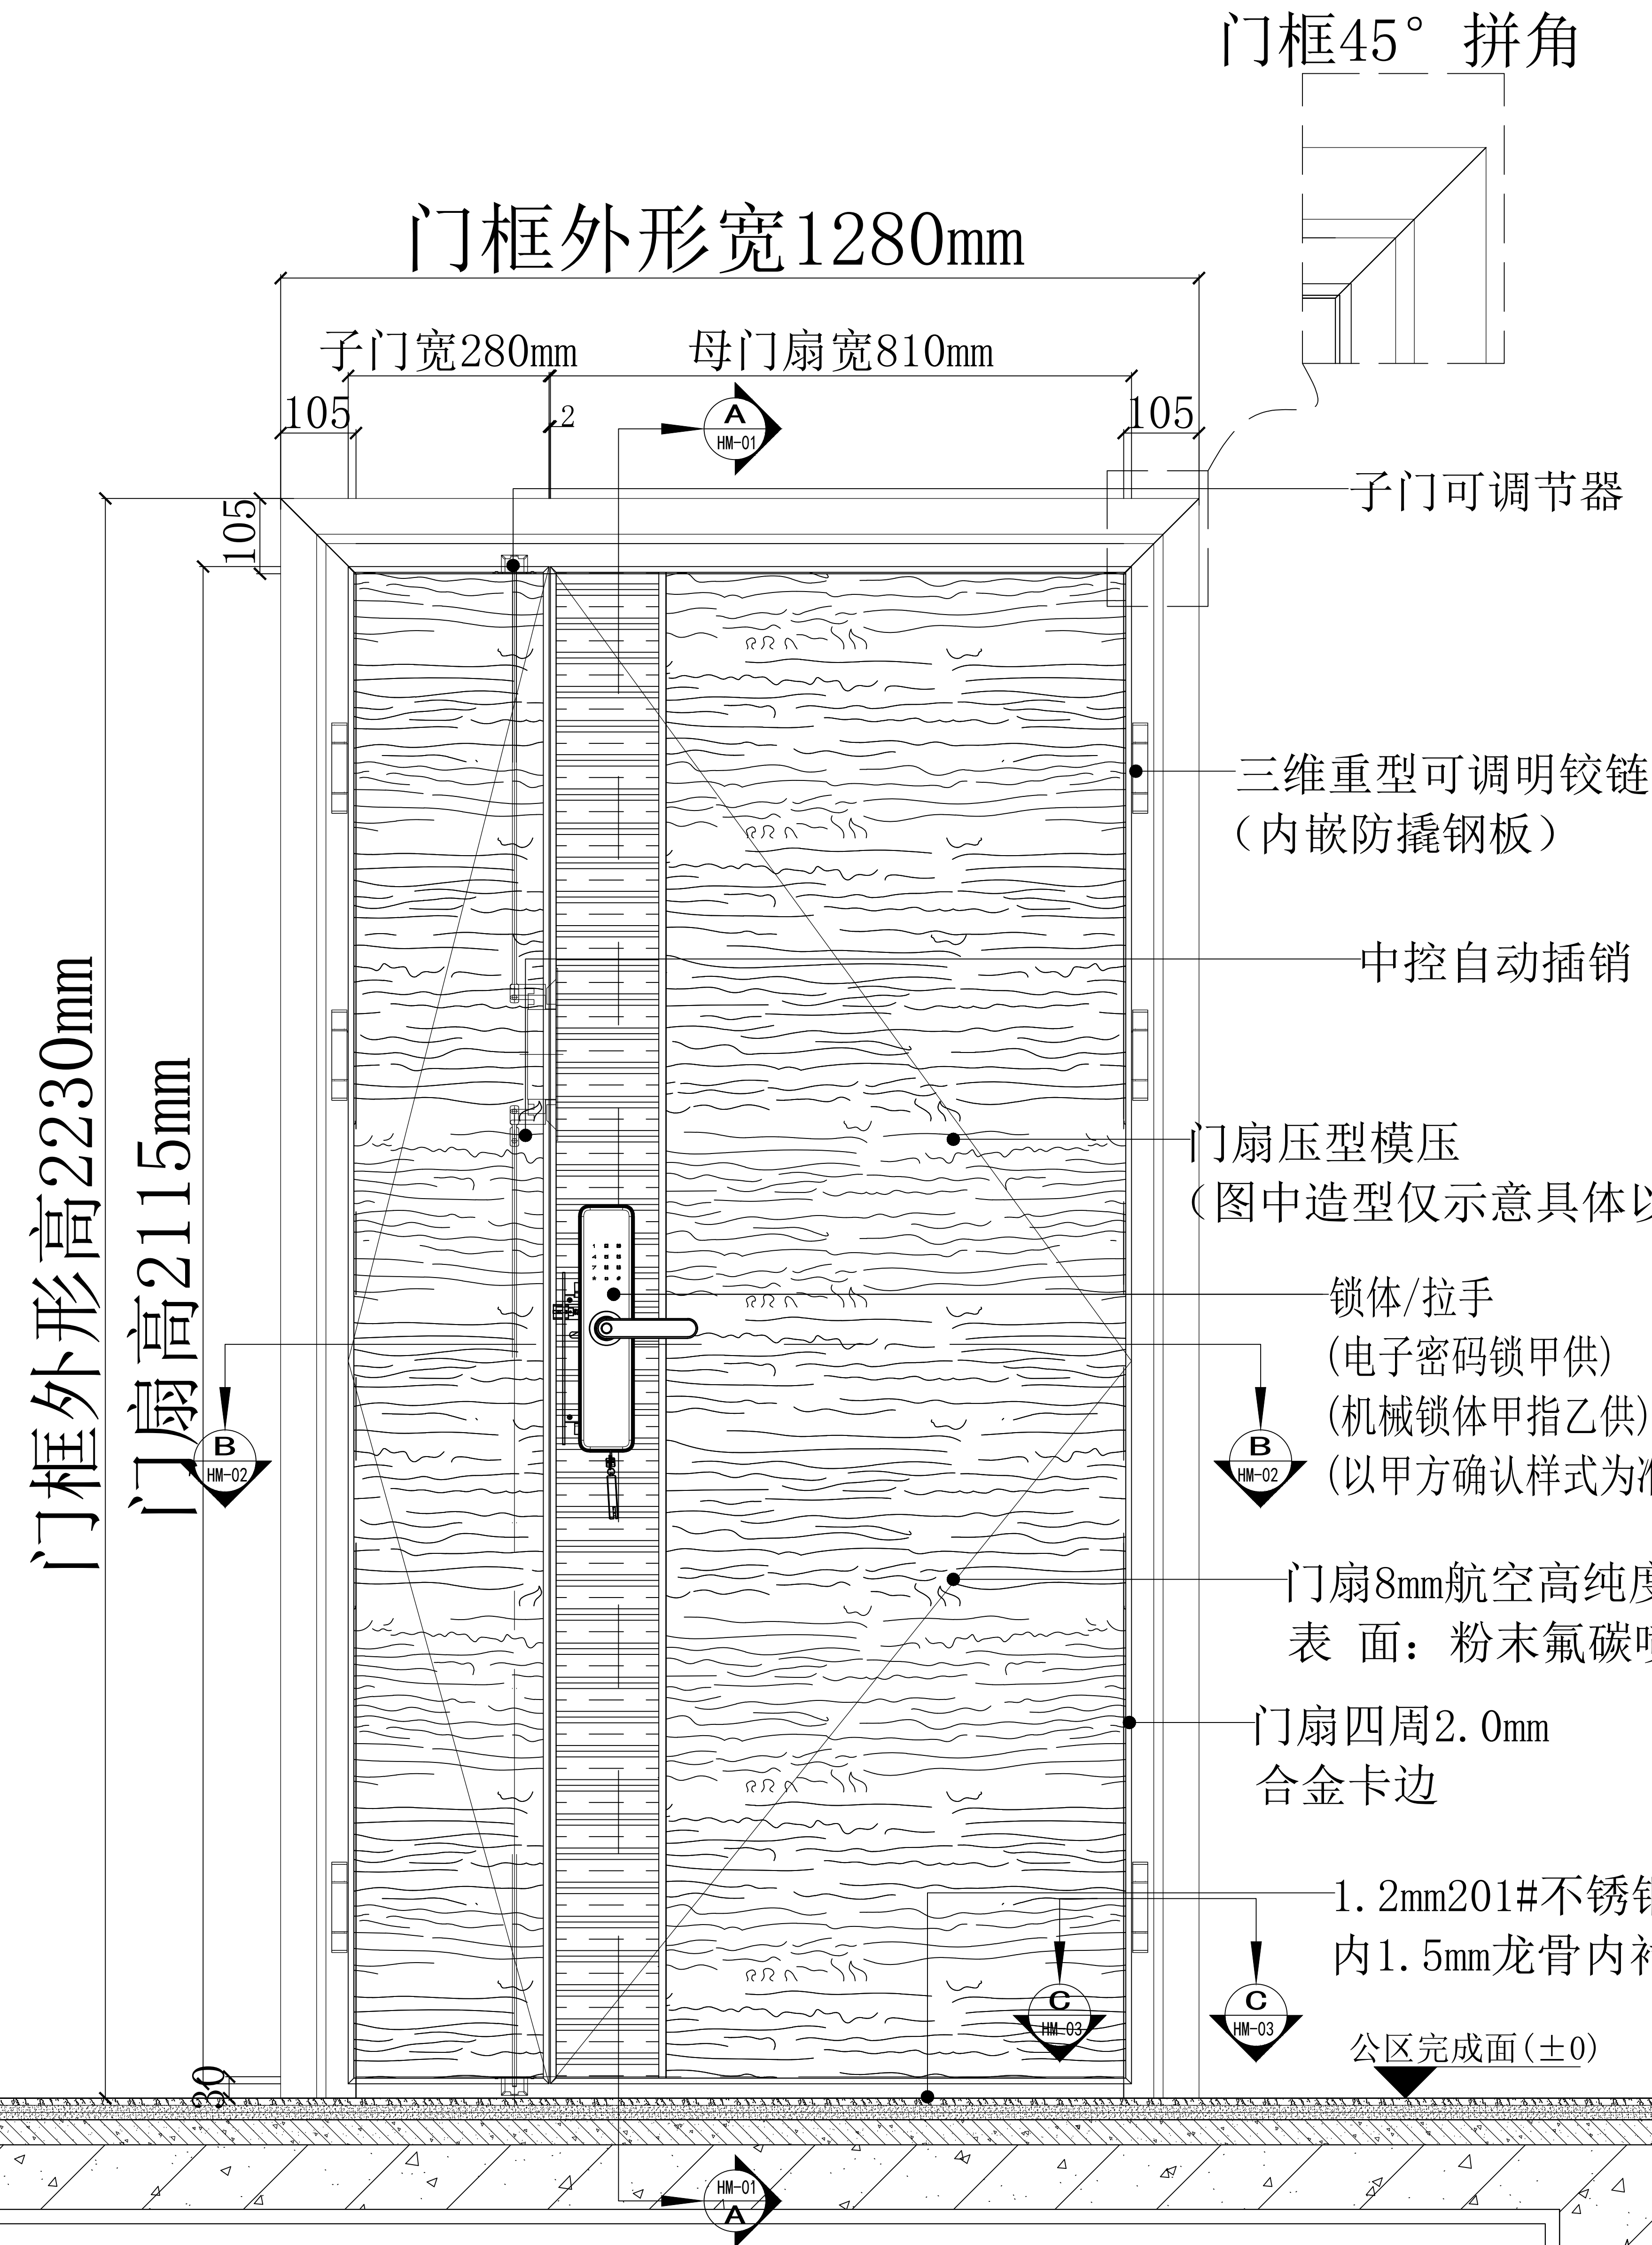 门框45° 拼角
门框外形宽1280mm
子门宽280mm
母门扇宽810mm
105
2
105
A
HM-01
子门可调节器
105
三维重型可调明铰链
（内嵌防撬钢板）
中控自动插销
门框外形高2230mm
门扇高2115mm
门扇压型模压
（图中造型仅示意具体以
锁体/拉手
(电子密码锁甲供)
(机械锁体甲指乙供)
(以甲方确认样式为准
B
HM-02
B
HM-02
门扇8mm航空高纯度
表 面：粉末氟碳喷
门扇四周2.0mm
合金卡边
1.2mm201#不锈钢
内1.5mm龙骨内衬
C
HM-03
C
HM-03
公区完成面(±0)
30
HM-01
A